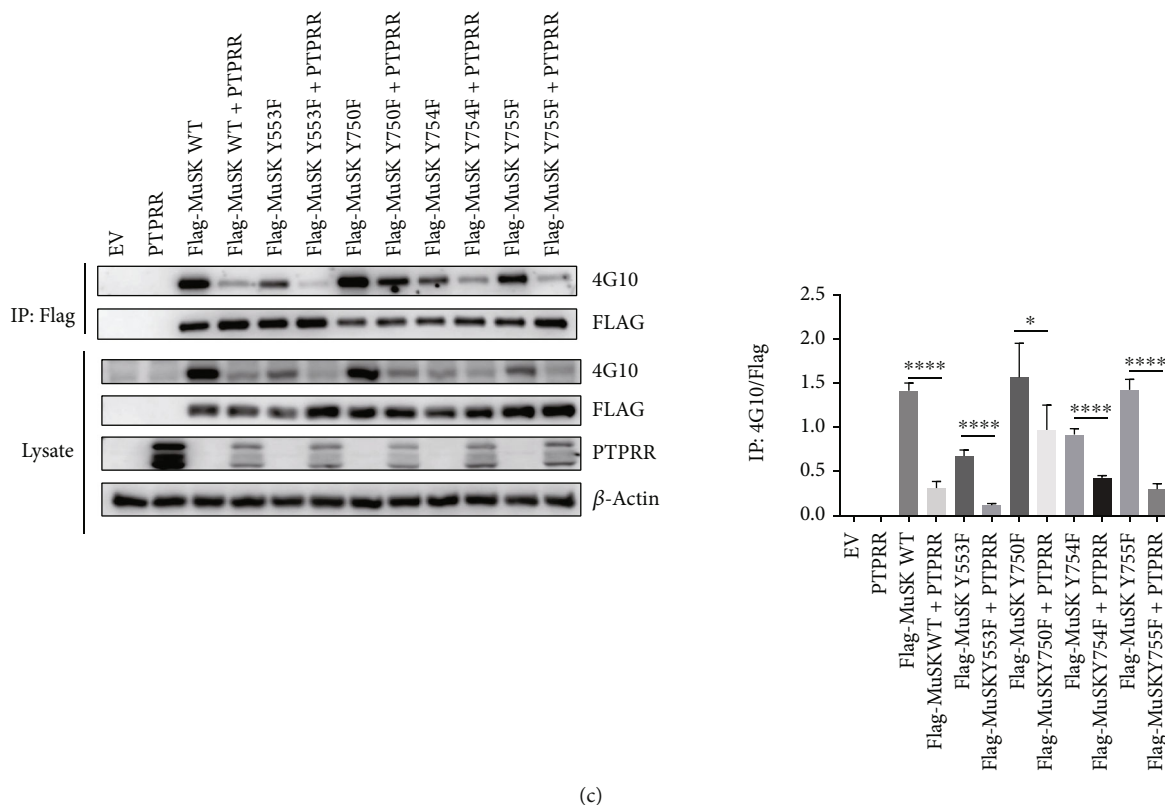 EV
PTPRR
Flag-MuSK WT
Flag-MuSK WT + PTPRR
Flag-MuSK Y553F
Flag-MuSK Y553F + PTPRR
Flag-MuSK Y750F
Flag-MuSK Y750F + PTPRR
Flag-MuSK Y754F
Flag-MuSK Y754F + PTPRR
Flag-MuSK Y755F
Flag-MuSK Y755F + PTPRR
IP: Flag
4G10
FLAG
Lysate
4G10
FLAG
PTPRR
β-Actin
IP: 4G10/Flag
2.5
2.0
1.5
1.0
0.5
0.0
****
****
*
****
****
EV
PTPRR
Flag-MuSK WT
Flag-MuSKWT + PTPRR
Flag-MuSK Y553F
Flag-MuSKY553F + PTPRR
Flag-MuSK Y750F
Flag-MuSKY750F + PTPRR
Flag-MuSK Y754F
Flag-MuSKY754F + PTPRR
Flag-MuSK Y755F
Flag-MuSKY755F + PTPRR
(c)